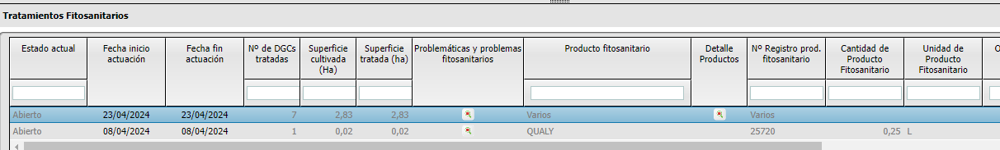 Tratamientos Fitosanitarios
Estado actual
Fecha inicio
actuación
Fecha fin
actuación
Nº de DGCs
tratadas
Superficie
cultivada
(Ha)
Superficie
tratada (ha)
Problemáticas y problemas
fitosanitarios
Producto fitosanitario
Detalle
Productos
Nº Registro prod.
fitosanitario
Cantidad de
Producto
Fitosanitario
Unidad de
Producto
Fitosanitario
Abierto 23/04/2024 23/04/2024 7 2,83 2,83 Varios Varios
Abierto 08/04/2024 08/04/2024 1 0,02 0,02 QUALY 25720 0,25 L